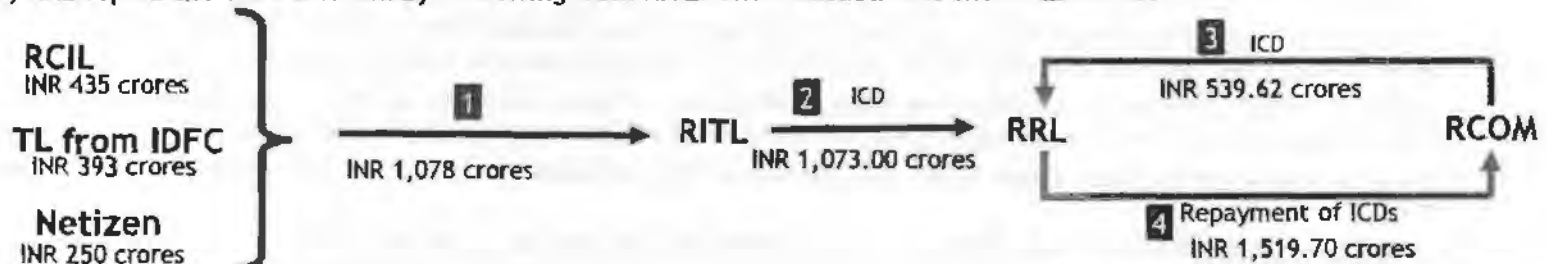 RCIL
INR 435 crores
TL from IDFC
INR 393 crores
Netizen
INR 250 crores
1
INR 1,078 crores
RITL
2 ICD
INR 1,073.00 crores
RRL
3 ICD
INR 539.62 crores
RCOM
4 Repayment of ICDs
INR 1,519.70 crores